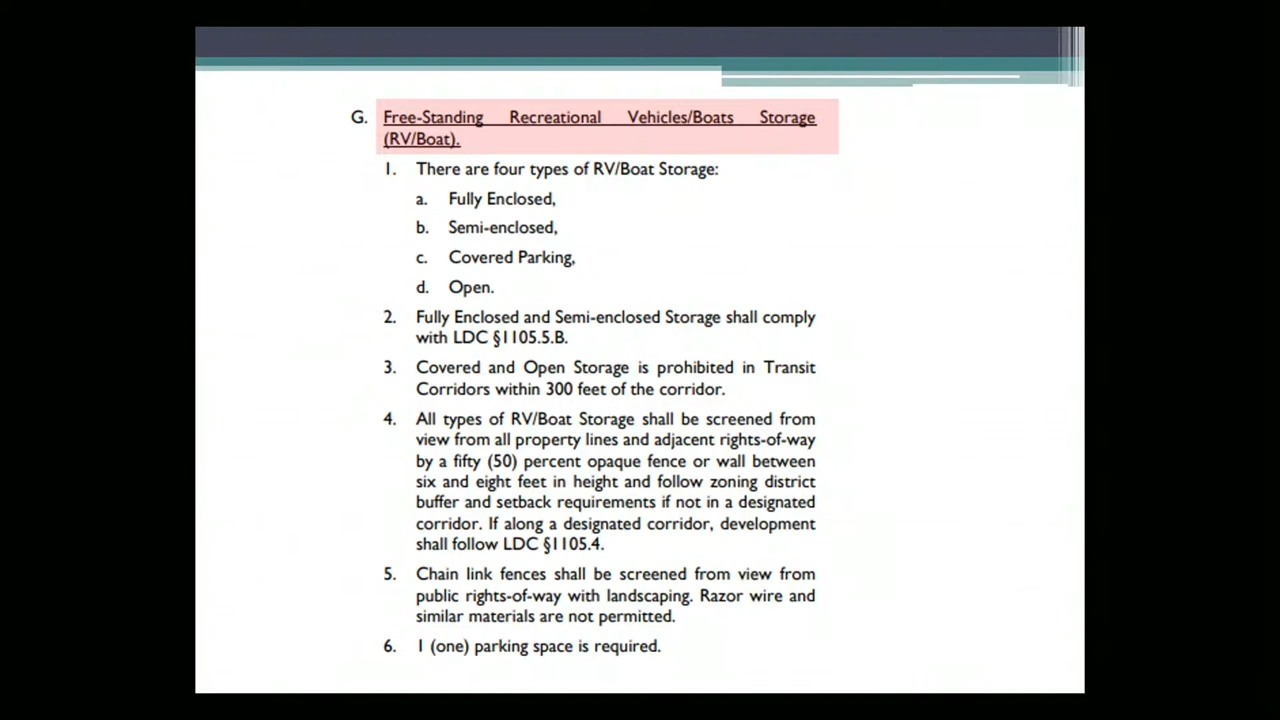 G. Free-Standing Recreational Vehicles/Boats Storage
(RV/Boat).
1. There are four types of RV/Boat Storage:
a. Fully Enclosed,
b. Semi-enclosed,
c. Covered Parking,
d. Open.
2. Fully Enclosed and Semi-enclosed Storage shall comply
with LDC §1105.5.B.
3. Covered and Open Storage is prohibited in Transit
Corridors within 300 feet of the corridor.
4. All types of RV/Boat Storage shall be screened from
view from all property lines and adjacent rights-of-way
by a fifty (50) percent opaque fence or wall between
six and eight feet in height and follow zoning district
buffer and setback requirements if not in a designated
corridor. If along a designated corridor, development
shall follow LDC §1105.4.
5. Chain link fences shall be screened from view from
public rights-of-way with landscaping. Razor wire and
similar materials are not permitted.
6. 1 (one) parking space is required.